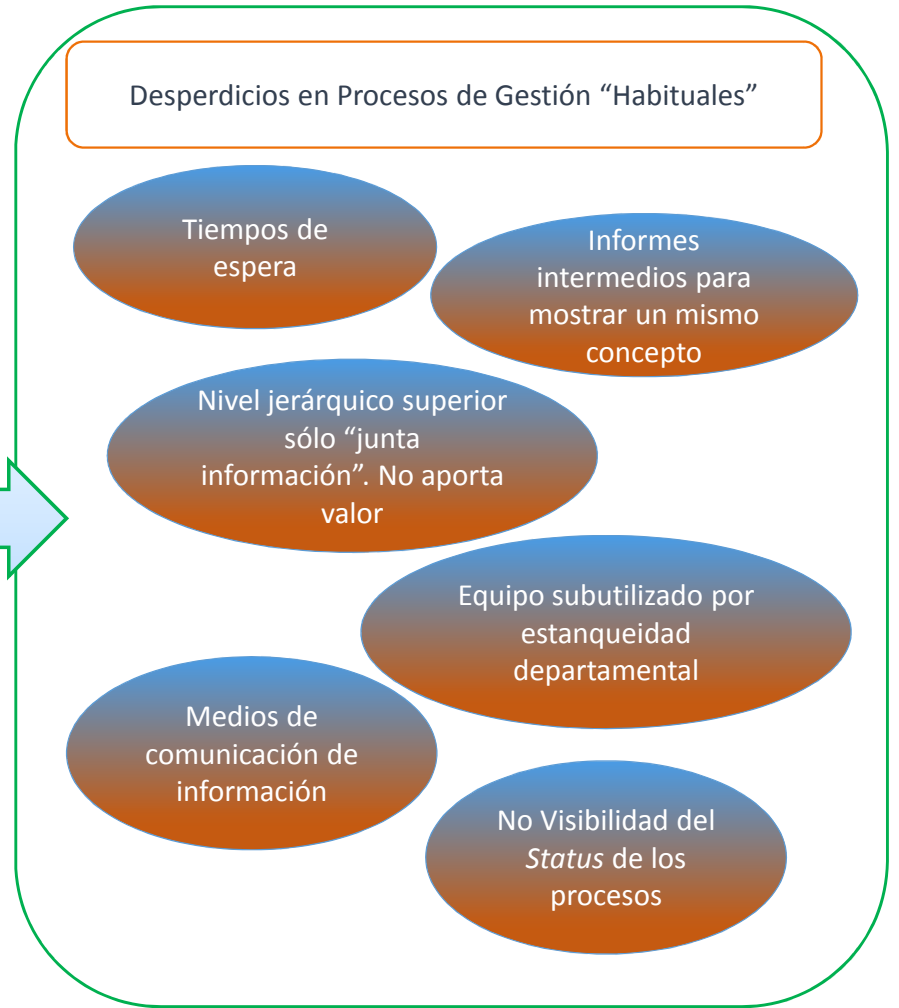 Desperdicios en Procesos de Gestión “Habituales”
Tiempos de
espera
Informes
intermedios para
mostrar un mismo
concepto
Nivel jerárquico superior
sólo “junta
información”. No aporta
valor
Equipo subutilizado por
estanqueidad
departamental
Medios de
comunicación de
información
No Visibilidad del
Status de los
procesos